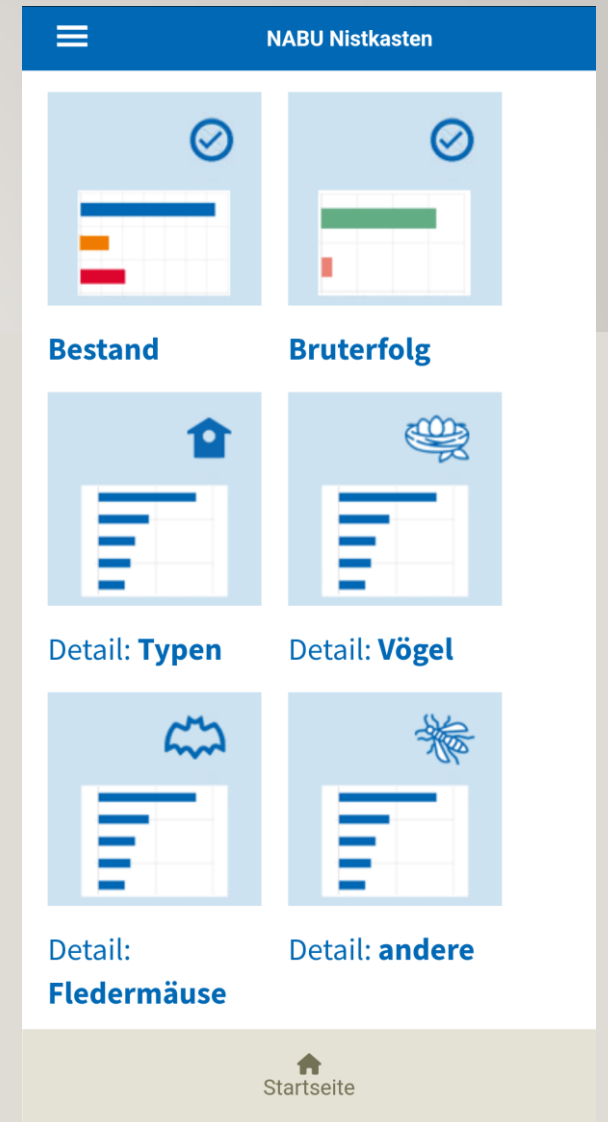 NABU Nistkasten
Bestand
Bruterfolg
Detail: Typen
Detail: Vögel
Detail:
Fledermäuse
Detail: andere
Startseite